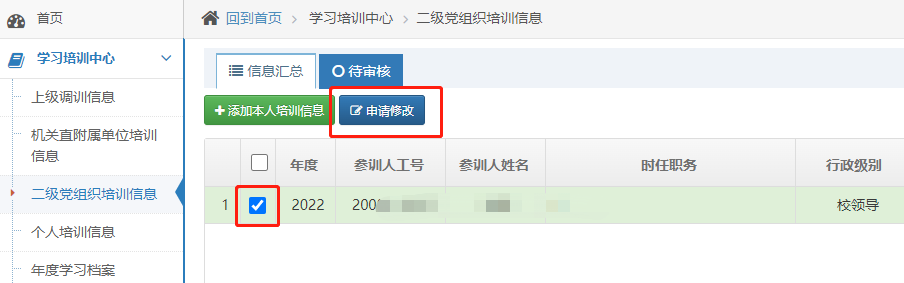 首页
学习培训中心
上级调训信息
机关直附属单位培训
信息
二级党组织培训信息
个人培训信息
年度学习档案
回到首页 > 学习培训中心 > 二级党组织培训信息
信息汇总 待审核
添加本人培训信息 申请修改
年度 参训人工号 参训人姓名 时任职务 行政级别
1 2022 200 校领导